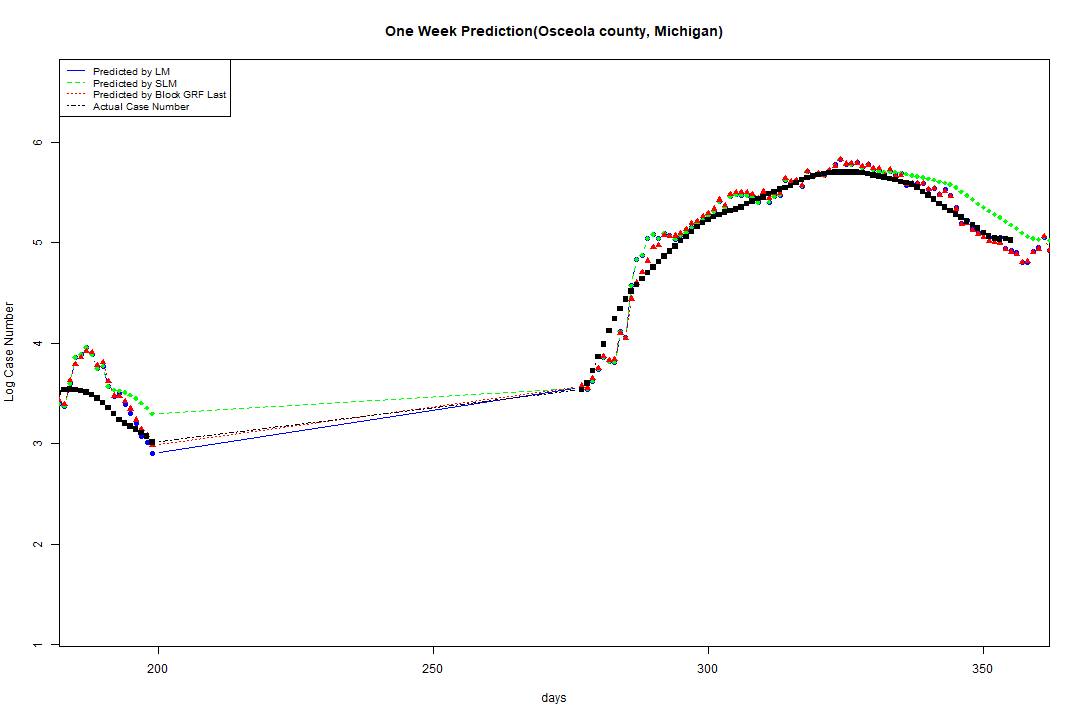 One Week Prediction(Osceola county, Michigan)
Predicted by LM
Predicted by SLM
Predicted by Block GRF Last
Actual Case Number
6
5
4
3
2
1
Log Case Number
200 250 300 350
days